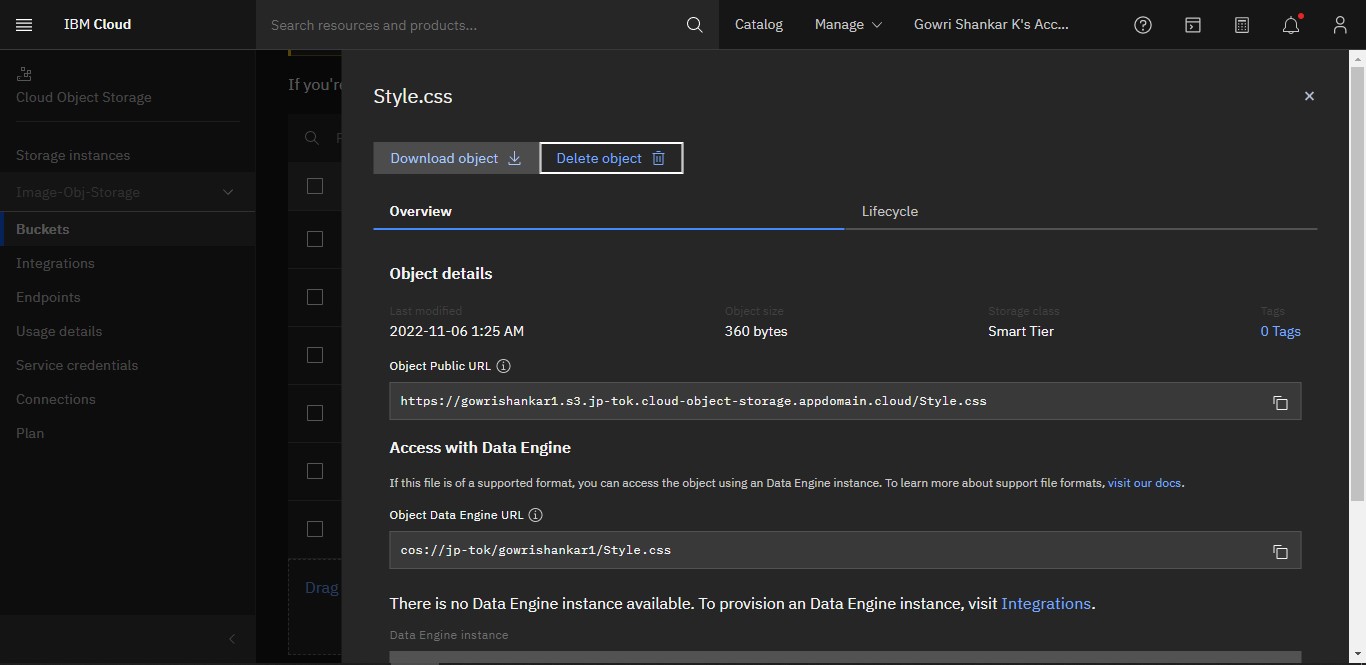 IBM Cloud
Search resources and products...
Catalog
Manage
Gowri Shankar K's Acc...
Cloud Object Storage
Storage instances
Image-Obj-Storage
Buckets
Integrations
Endpoints
Usage details
Service credentials
Connections
Plan
Drag
Style.css
Download object
Delete object
Overview
Lifecycle
Object details
Last modified
Object size
Storage class
Tags
2022-11-06 1:25 AM
360 bytes
Smart Tier
0 Tags
Object Public URL
https://gowrishankar1.s3.jp-tok.cloud-object-storage.appdomain.cloud/Style.css
Access with Data Engine
If this file is of a supported format, you can access the object using an Data Engine instance. To learn more about support file formats, visit our docs.
Object Data Engine URL
cos://jp-tok/gowrishankar1/Style.css
There is no Data Engine instance available. To provision an Data Engine instance, visit Integrations.
Data Engine instance